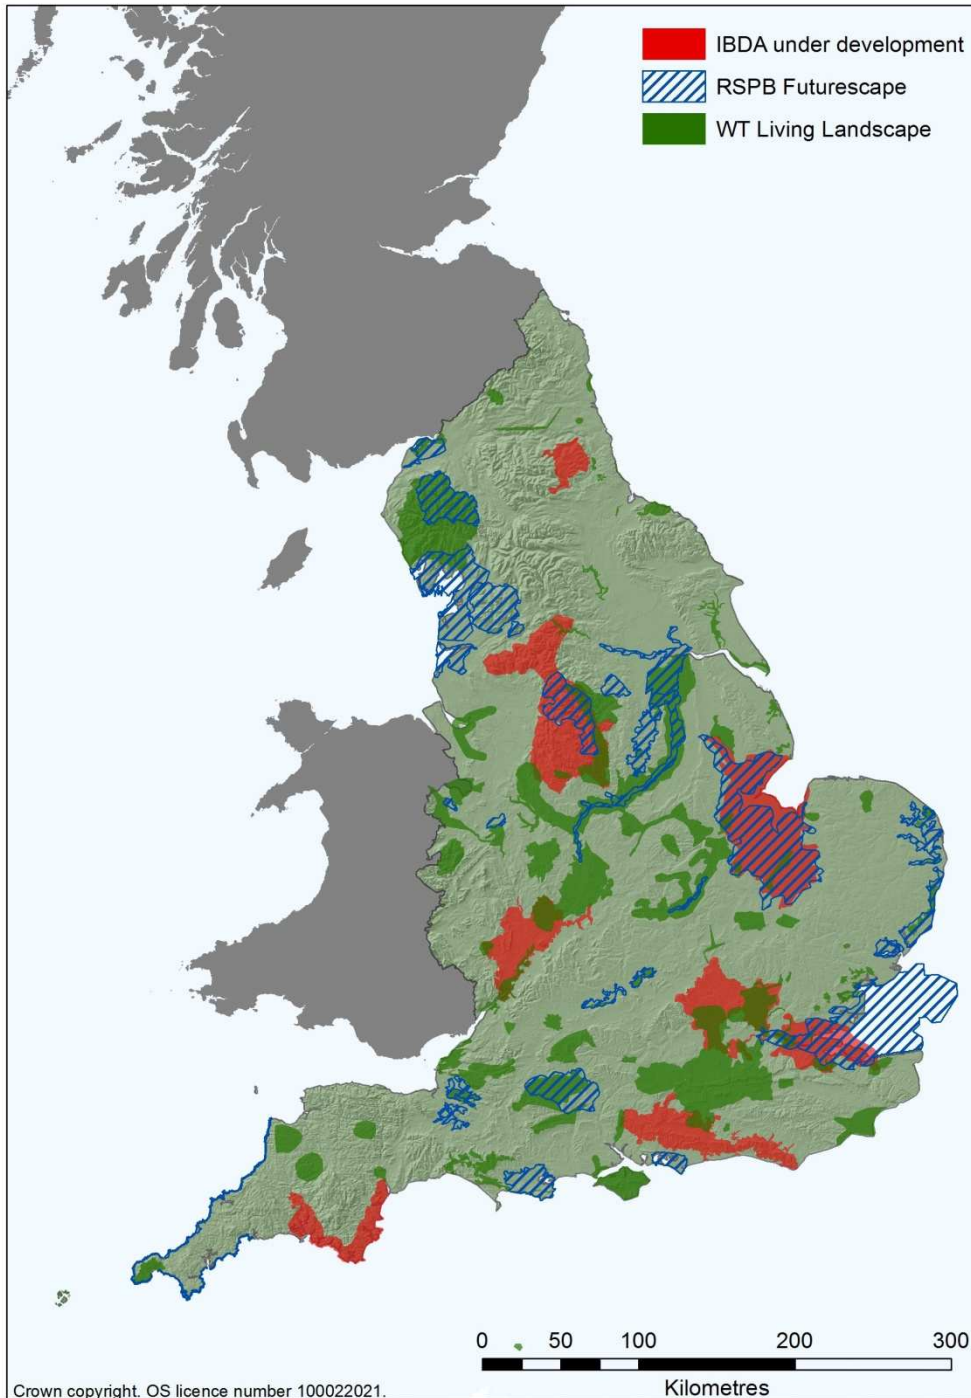 IBDA under development
RSPB Futurescape
WT Living Landscape
0 50 100 200 300
Kilometres
Crown copyright. OS licence number 100022021.